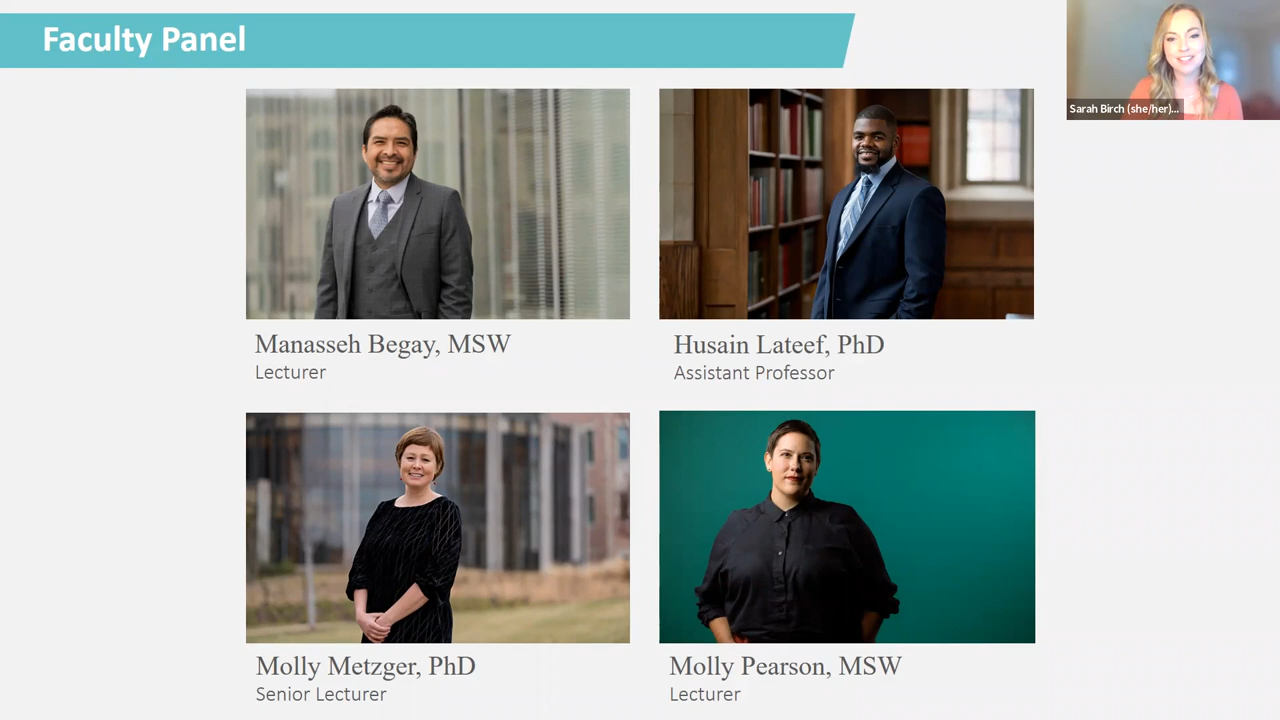 Faculty Panel
Sarah Birch (she/her)...
Manasseh Begay, MSW
Lecturer
Husain Lateef, PhD
Assistant Professor
Molly Metzger, PhD
Senior Lecturer
Molly Pearson, MSW
Lecturer